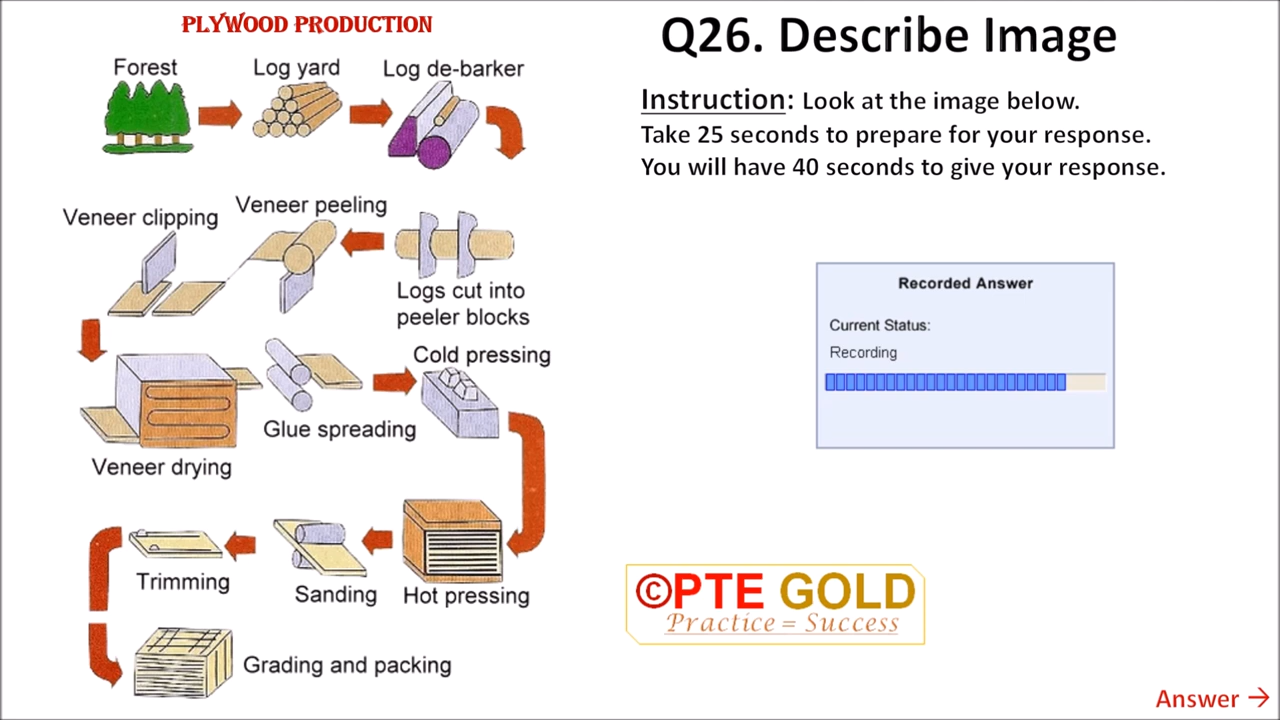 PLYWOOD PRODUCTION
Forest
Log yard
Log de-barker
Veneer clipping
Veneer peeling
Logs cut into
peeler blocks
Cold pressing
Glue spreading
Veneer drying
Trimming
Sanding
Hot pressing
Grading and packing
Q26. Describe Image
Instruction: Look at the image below.
Take 25 seconds to prepare for your response.
You will have 40 seconds to give your response.
Recorded Answer
Current Status:
Recording
©PTE GOLD
Practice = Success
Answer →